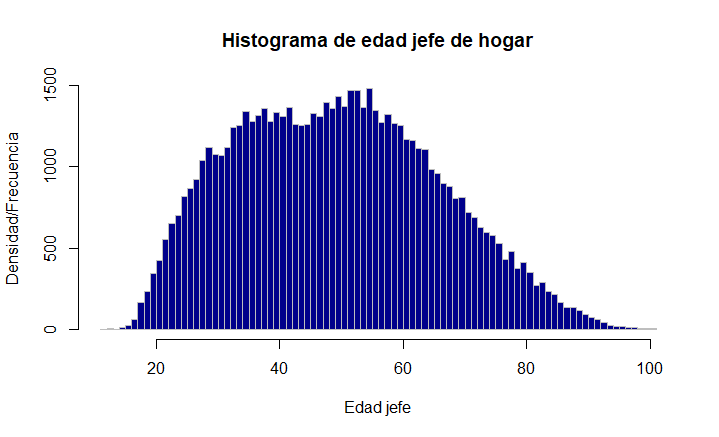 Histograma de edad jefe de hogar
Densidad/Frecuencia
1500
1000
500
0
20 40 60 80 100
Edad jefe